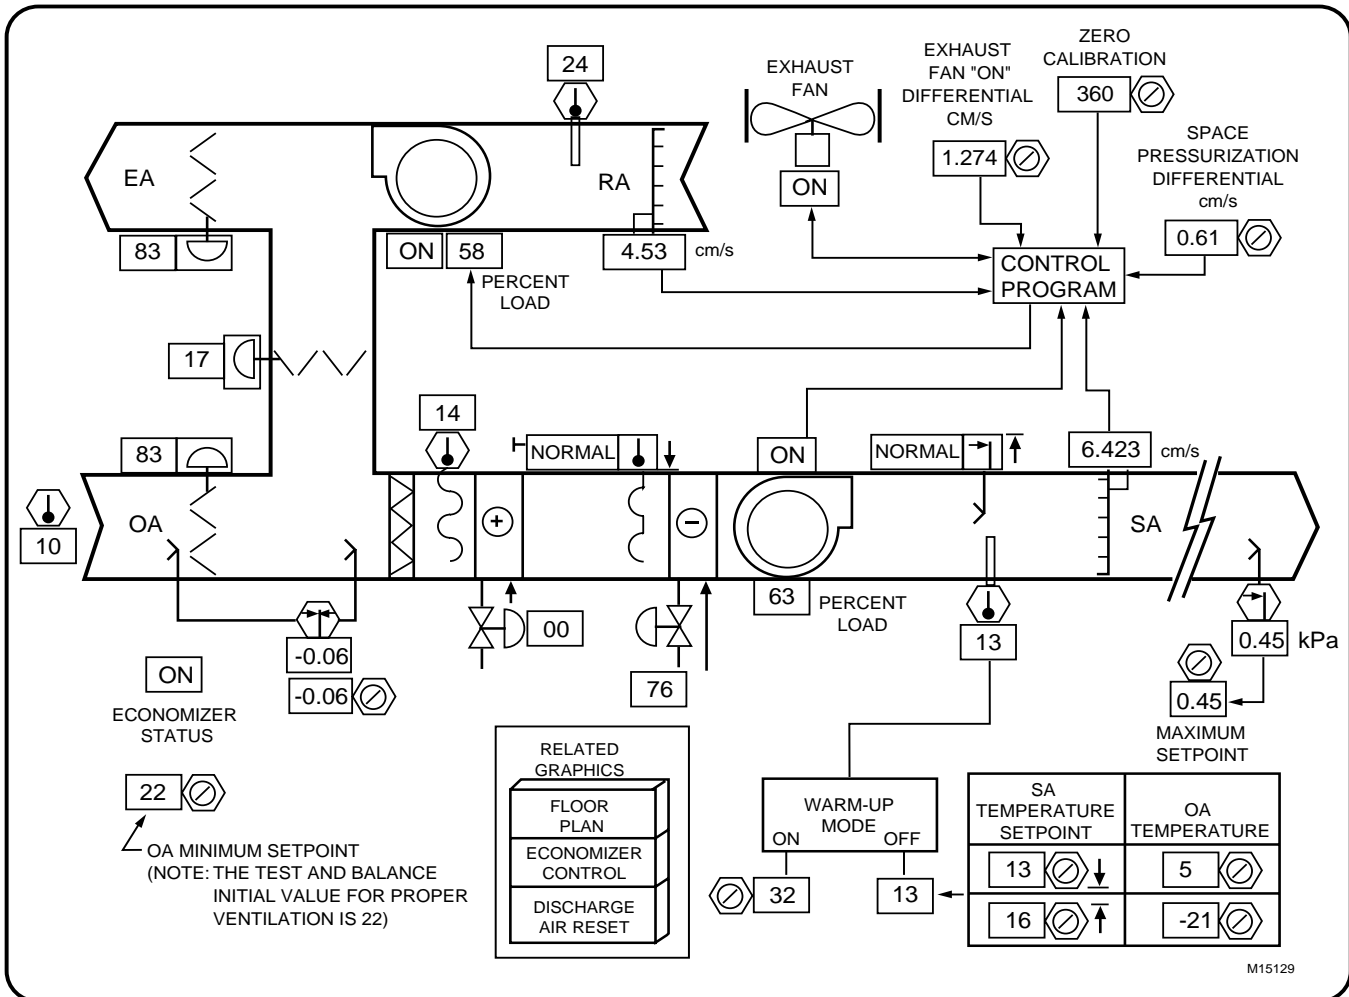 24
EXHAUST
FAN
EXHAUST
FAN "ON"
DIFFERENTIAL
CM/S
1.274
ZERO
CALIBRATION
360
SPACE
PRESSURIZATION
DIFFERENTIAL
cm/s
0.61
EA
RA
ON
83
ON 58
PERCENT
LOAD
4.53 cm/s
CONTROL
PROGRAM
17
14
83
NORMAL
ON
NORMAL
6.423 cm/s
OA
10
+
−
SA
63
PERCENT
LOAD
00
76
13
-0.06
-0.06
0.45 kPa
0.45
MAXIMUM
SETPOINT
ON
ECONOMIZER
STATUS
22
OA MINIMUM SETPOINT
(NOTE: THE TEST AND BALANCE
INITIAL VALUE FOR PROPER
VENTILATION IS 22)
RELATED
GRAPHICS
FLOOR
PLAN
ECONOMIZER
CONTROL
DISCHARGE
AIR RESET
WARM-UP
MODE
ON OFF
32
13
SA
TEMPERATURE
SETPOINT
OA
TEMPERATURE
13 5
16 -21
M15129